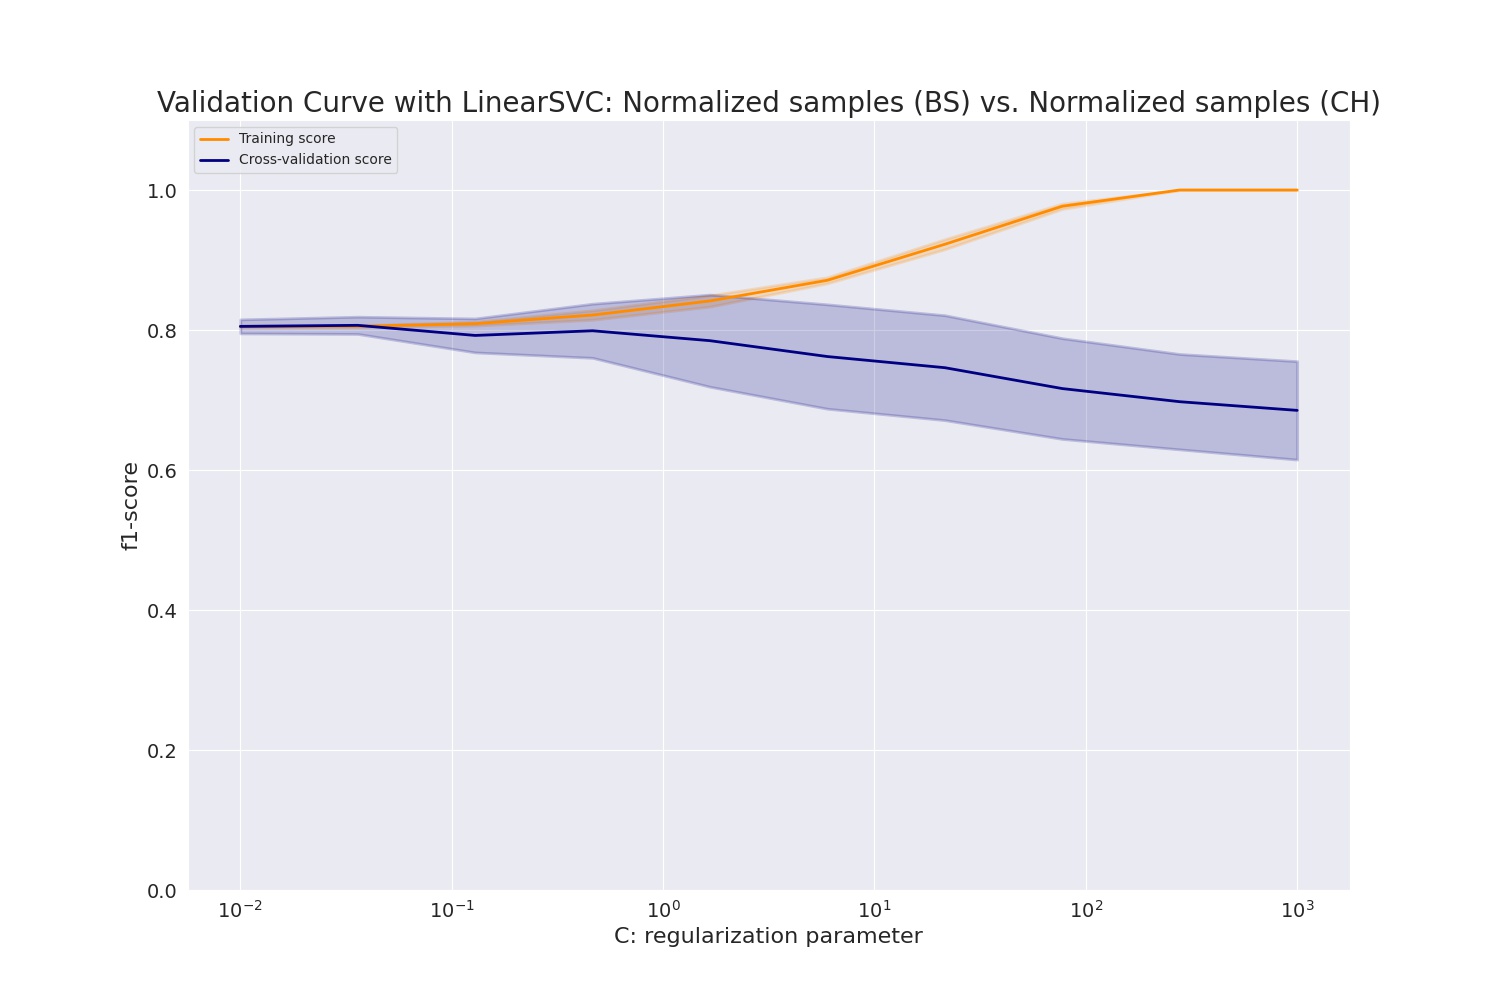 Validation Curve with LinearSVC: Normalized samples (BS) vs. Normalized samples (CH)
Training score
Cross-validation score
1.0
0.8
0.6
0.4
0.2
0.0
f1-score
10⁻² 10⁻¹ 10⁰ 10¹ 10² 10³
C: regularization parameter